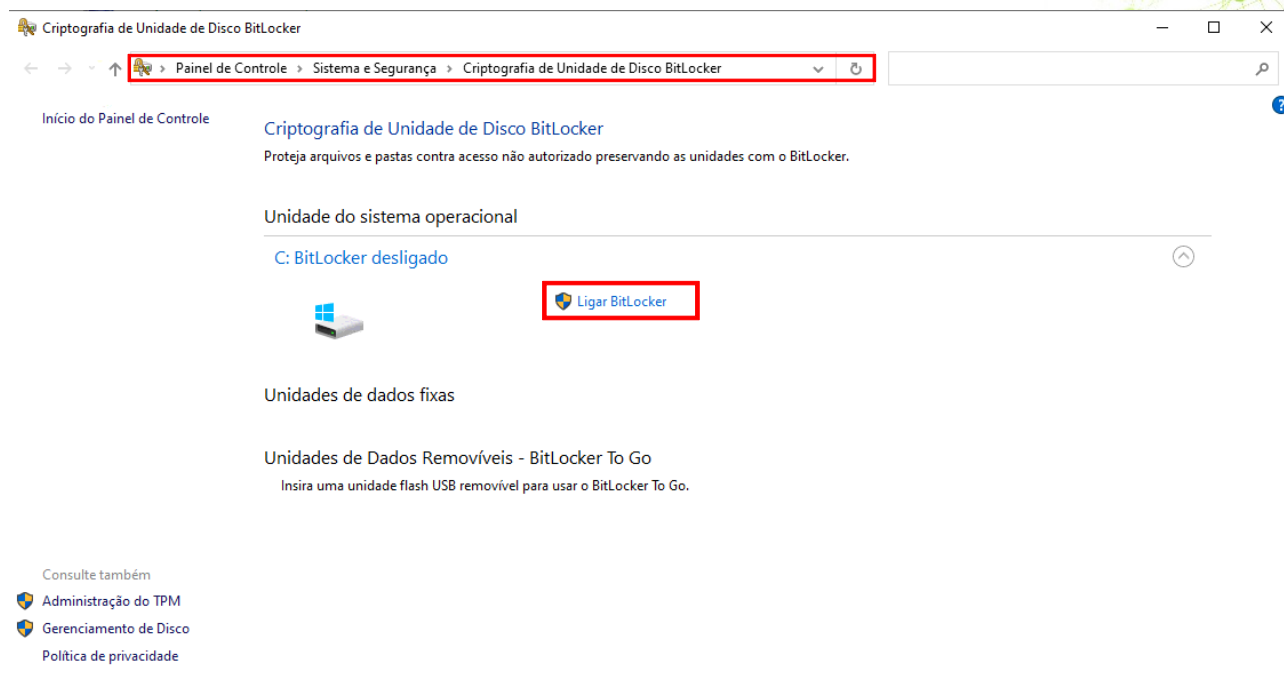 Criptografia de Unidade de Disco BitLocker
Painel de Controle > Sistema e Segurança > Criptografia de Unidade de Disco BitLocker
Início do Painel de Controle
Criptografia de Unidade de Disco BitLocker
Proteja arquivos e pastas contra acesso não autorizado preservando as unidades com o BitLocker.
Unidade do sistema operacional
C: BitLocker desligado
Ligar BitLocker
Unidades de dados fixas
Unidades de Dados Removíveis - BitLocker To Go
Insira uma unidade flash USB removível para usar o BitLocker To Go.
Consulte também
Administração do TPM
Gerenciamento de Disco
Política de privacidade